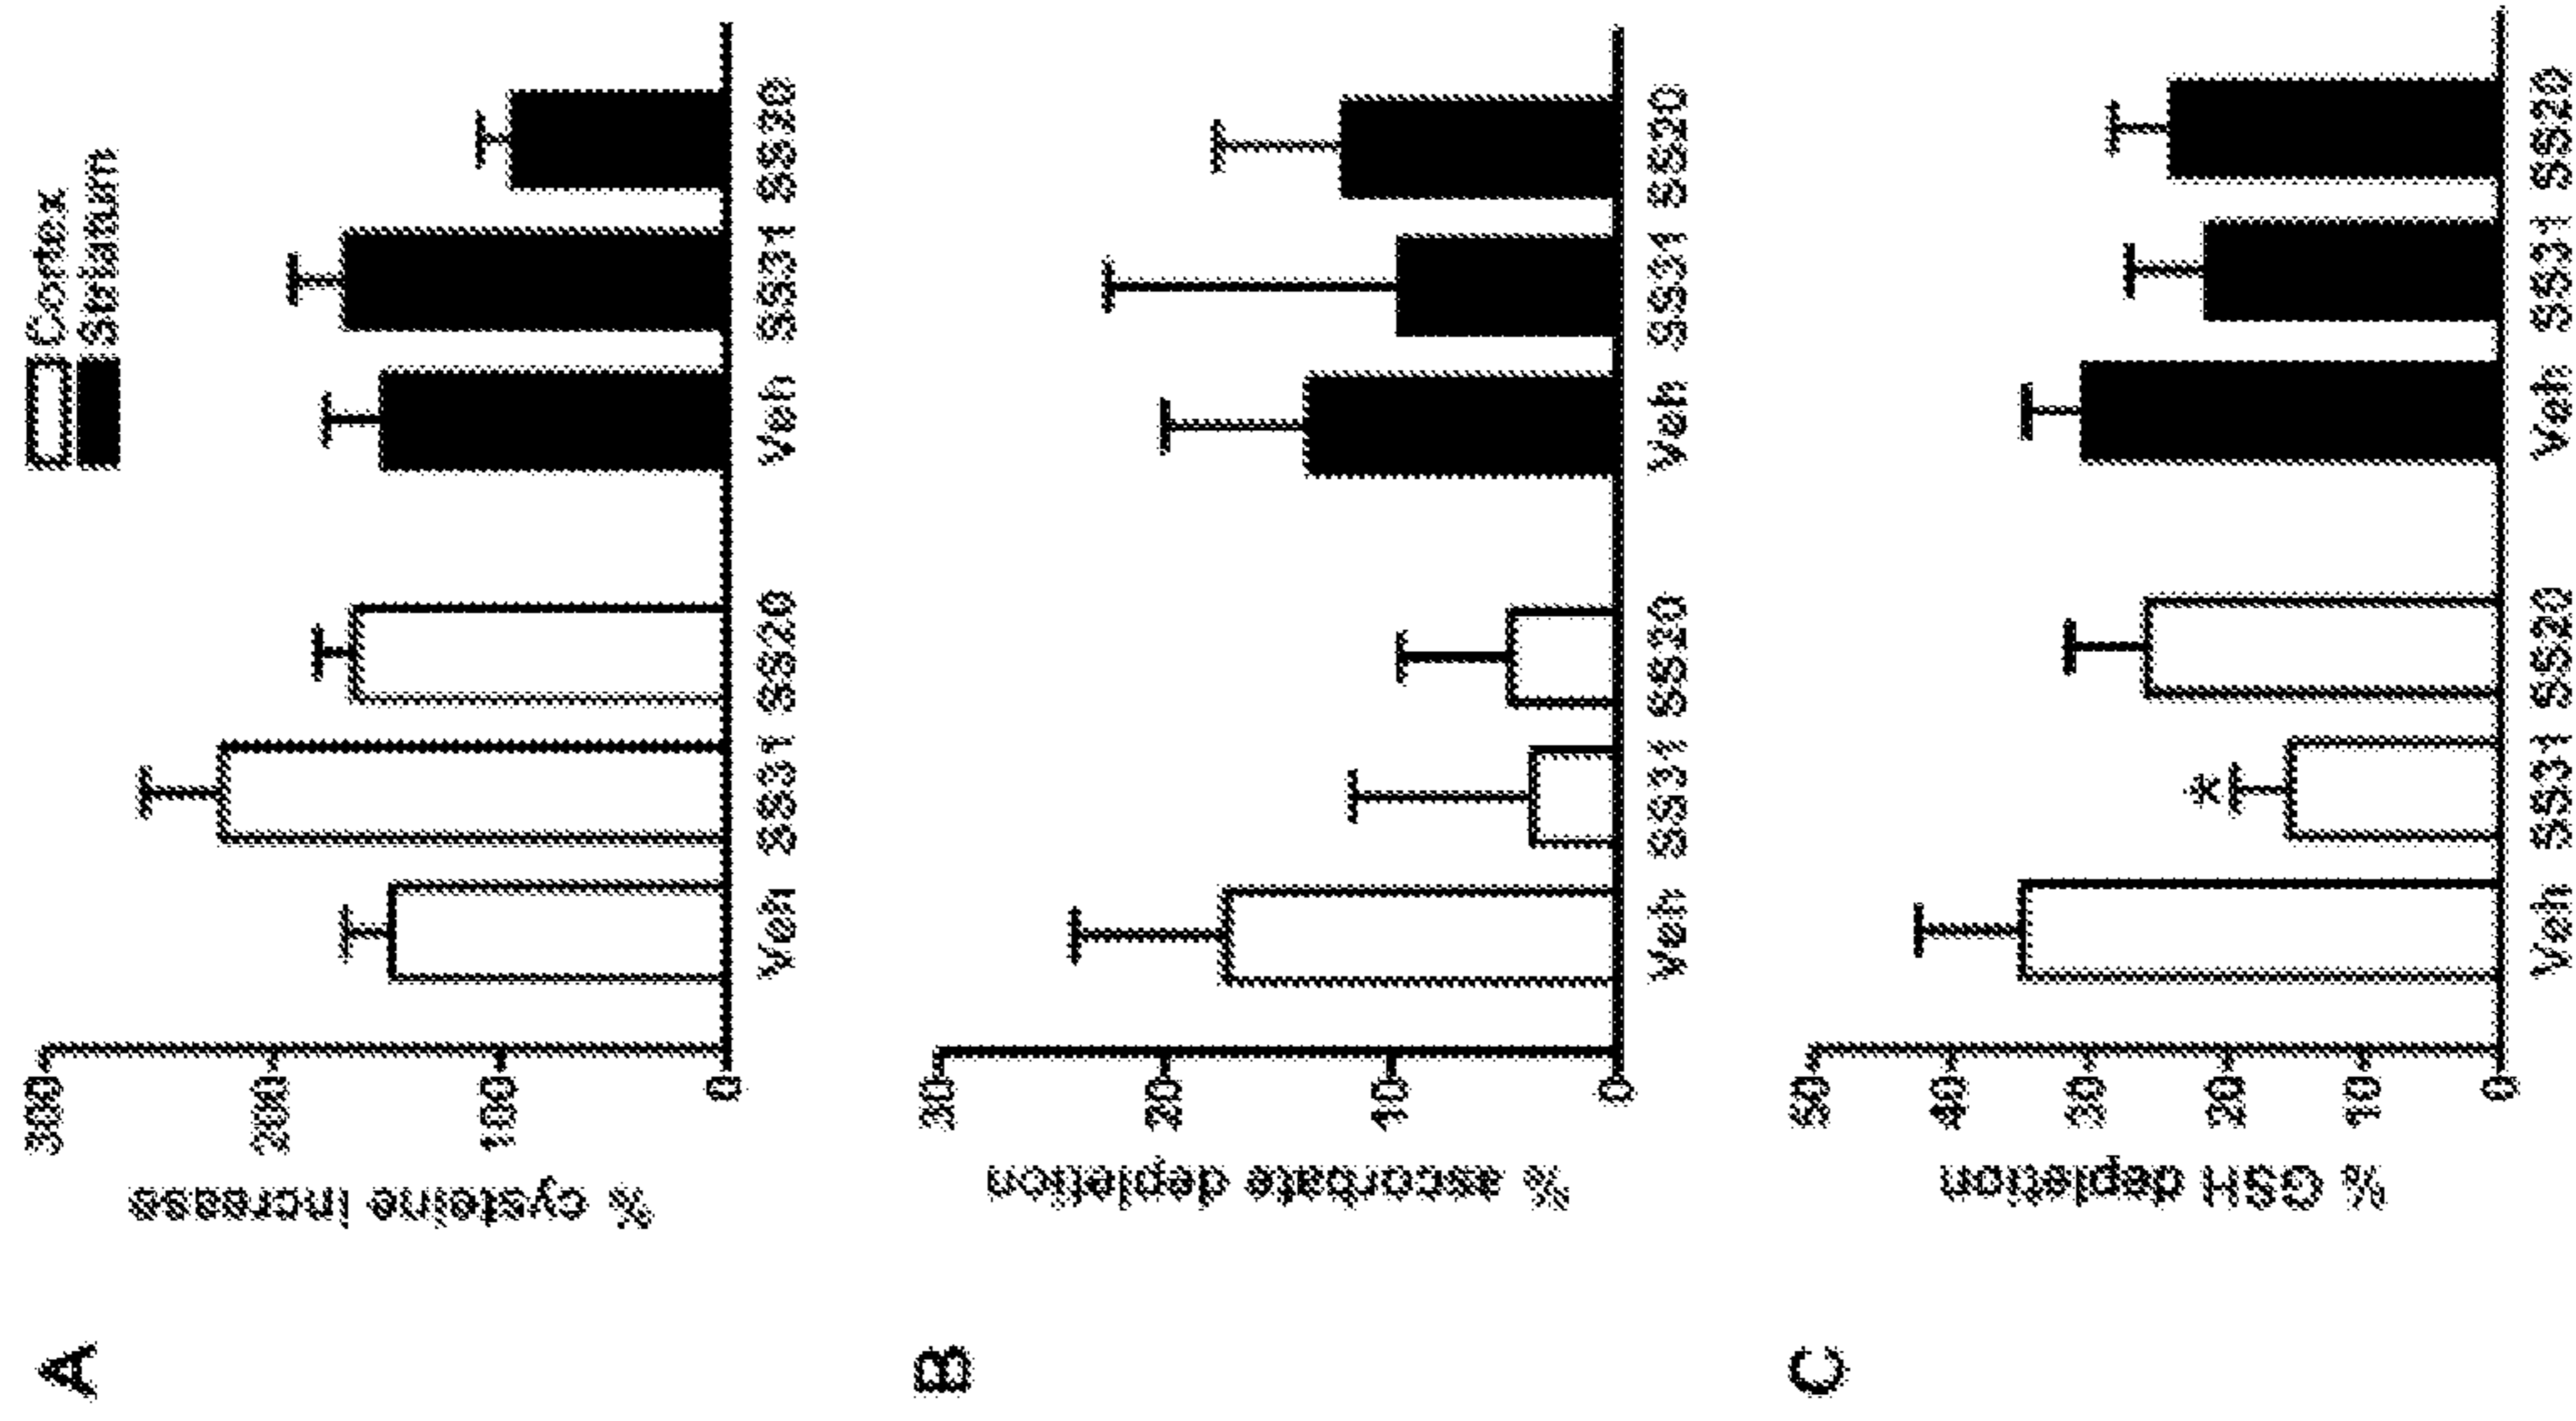 A
Cortex
Striatum
% cysteine increase
300
200
100
0
Veh SS31 SS20 Veh SS31 SS20
B
% ascorbate depletion
30
20
10
0
Veh SS31 SS20 Veh SS31 SS20
C
% GSH depletion
50
40
30
20
10
0
*
Veh SS31 SS20 Veh SS31 SS20